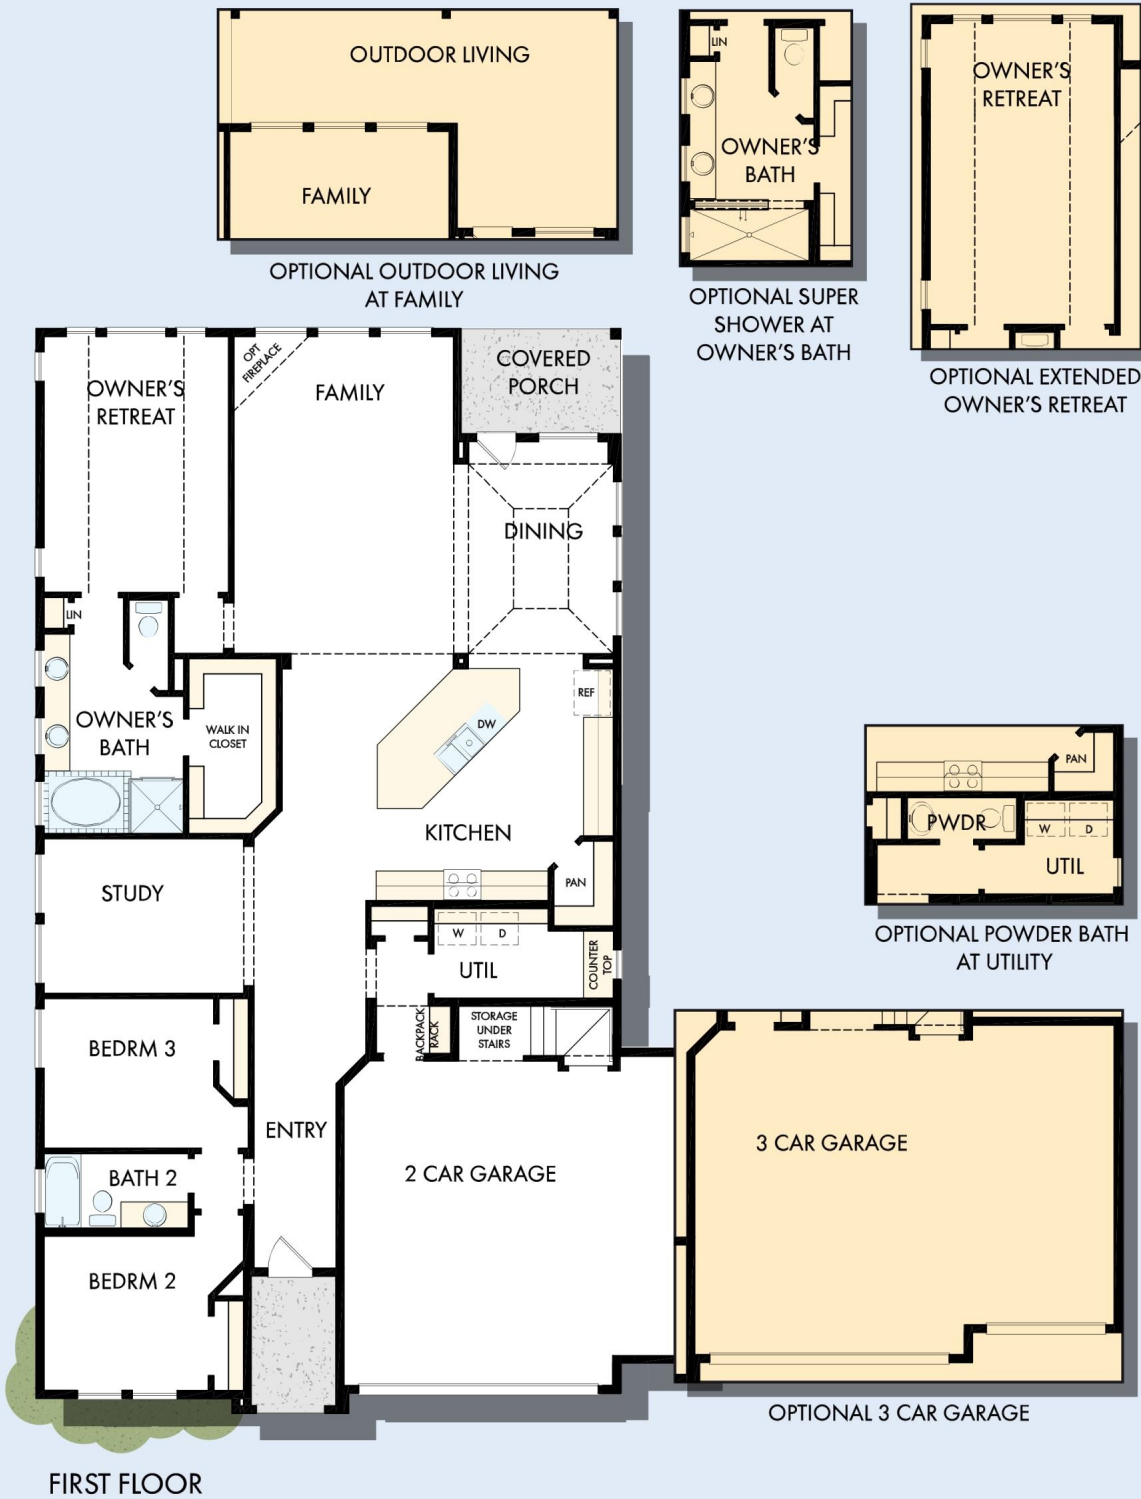 OUTDOOR LIVING
FAMILY
OPTIONAL OUTDOOR LIVING
AT FAMILY
LIN
OWNER'S
BATH
OPTIONAL SUPER
SHOWER AT
OWNER'S BATH
OWNER'S
RETREAT
OPTIONAL EXTENDED
OWNER'S RETREAT
OWNER'S
RETREAT
OPT
FIREPLACE
FAMILY
COVERED
PORCH
DINING
LIN
OWNER'S
BATH
WALK IN
CLOSET
REF
DW
KITCHEN
PAN
STUDY
W
D
UTIL
COUNTER
TOP
BACKPACK
RACK
STORAGE
UNDER
STAIRS
BEDRM 3
ENTRY
BATH 2
2 CAR GARAGE
BEDRM 2
PAN
PWDR
W
D
UTIL
OPTIONAL POWDER BATH
AT UTILITY
3 CAR GARAGE
OPTIONAL 3 CAR GARAGE
FIRST FLOOR